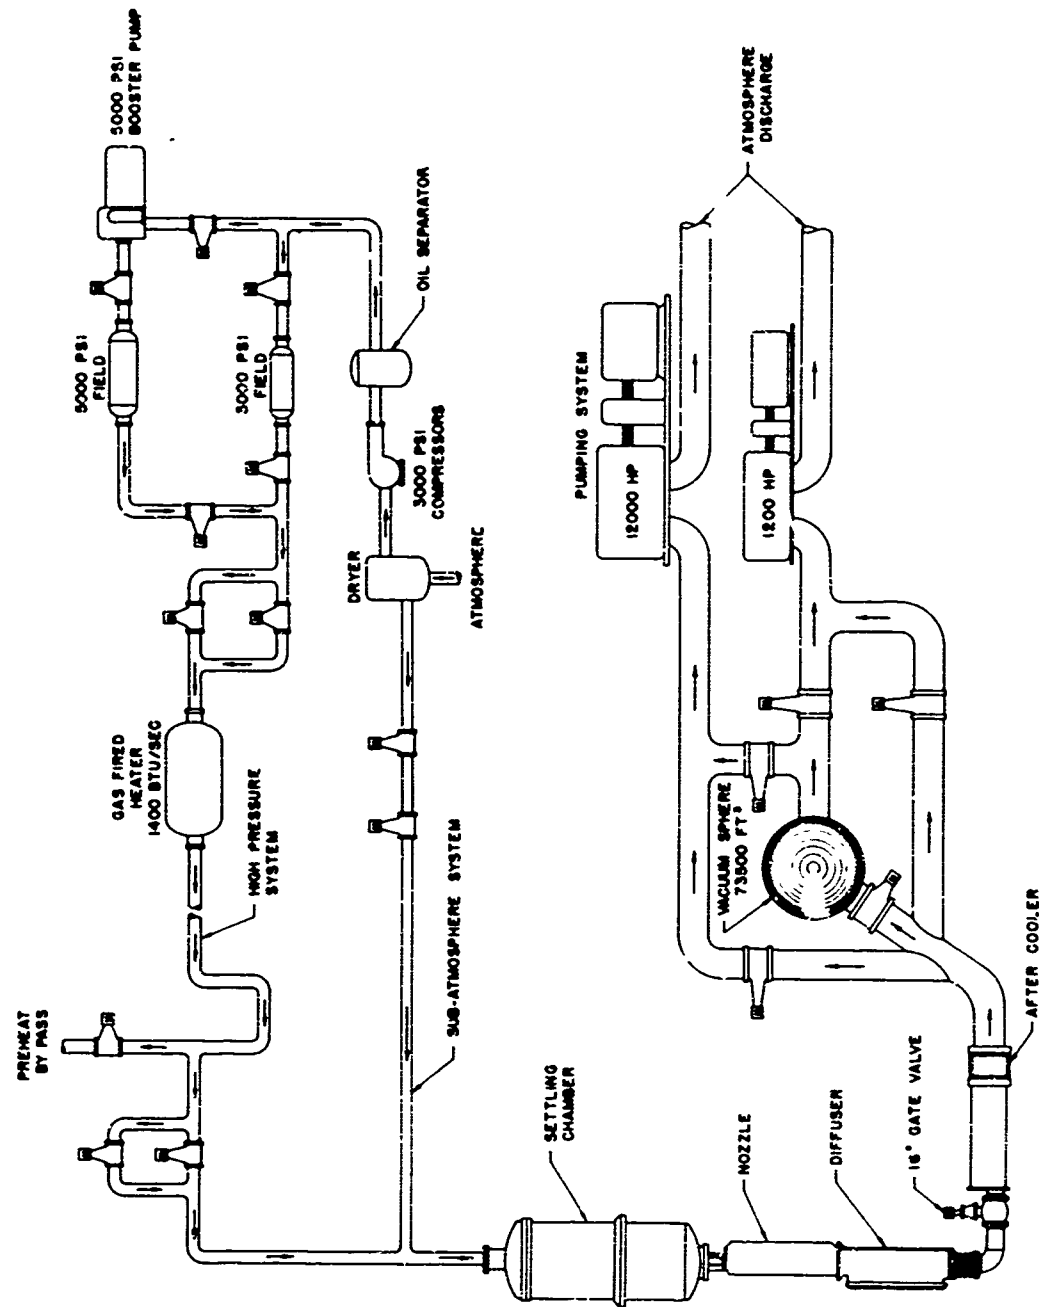 PREHEAT
BY PASS
5000 PSI
FIELD
GAS FIRED
HEATER
1400 BTU/SEC
5000 PSI
BOOSTER PUMP
3000 PSI
FIELD
HIGH PRESSURE
SYSTEM
DRYER
3000 PSI
COMPRESSORS
OIL SEPARATOR
SUB-ATMOSPHERE SYSTEM
ATMOSPHERE
SETTLING
CHAMBER
PUMPING SYSTEM
12000 HP
VACUUM SPHERE
73500 FT³
NOZZLE
ATMOSPHERE
DISCHARGE
1200 HP
DIFFUSER
16" GATE VALVE
AFTER COOLER